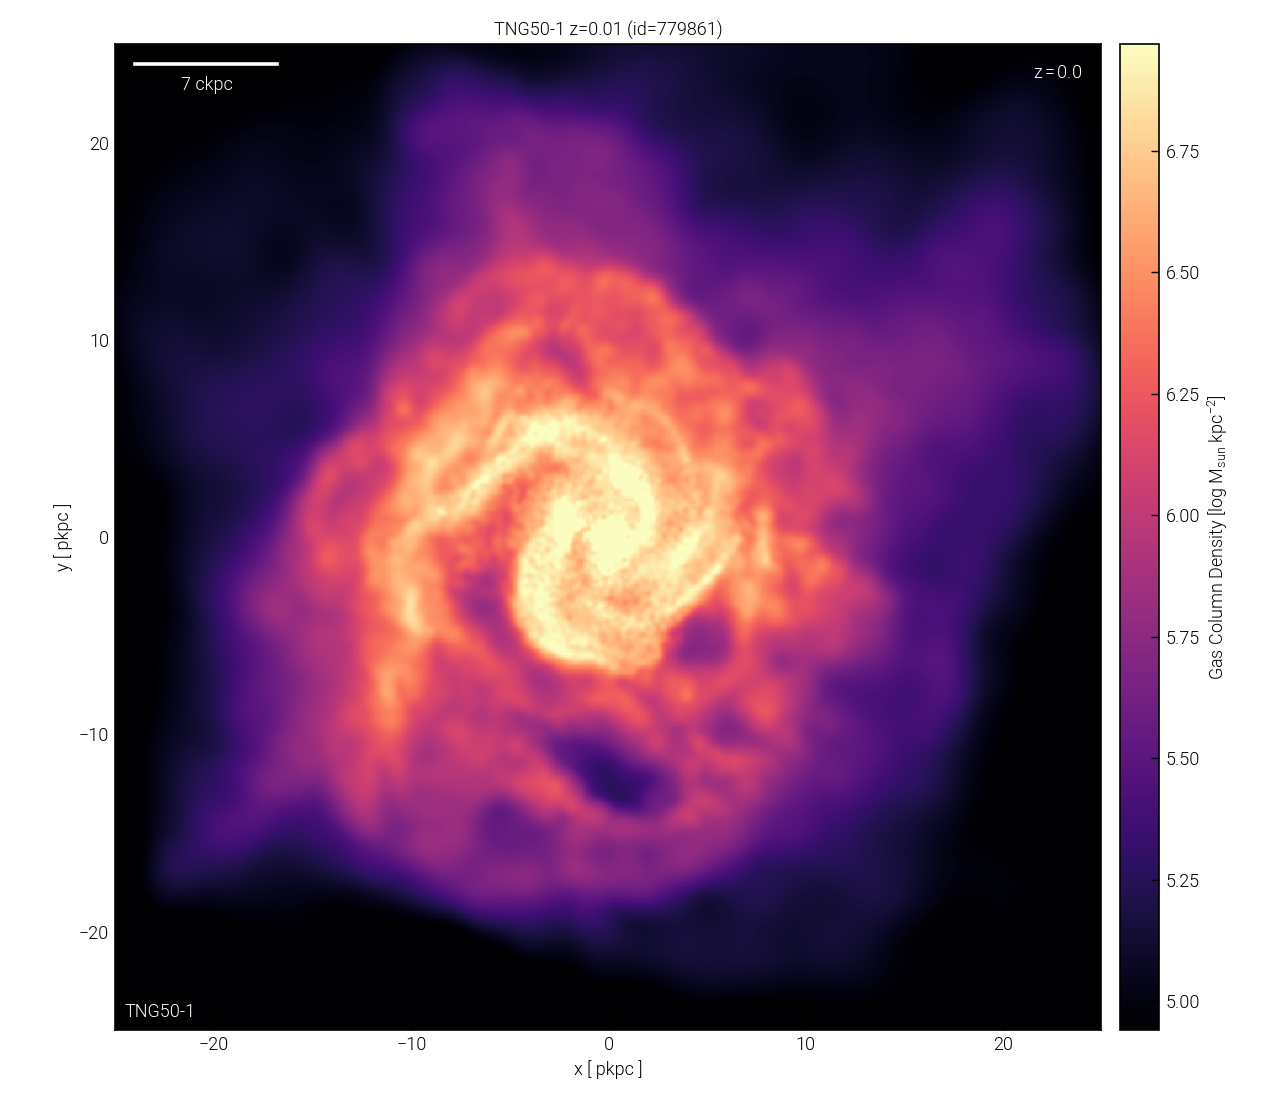 TNG50-1 z=0.01 (id=779861)
7 ckpc
z=0.0
TNG50-1
y [ pkpc ]
20
10
0
−10
−20
−20
−10
0
10
20
x [ pkpc ]
6.75
6.50
6.25
6.00
5.75
5.50
5.25
5.00
Gas Column Density [log M_sun kpc^−2]